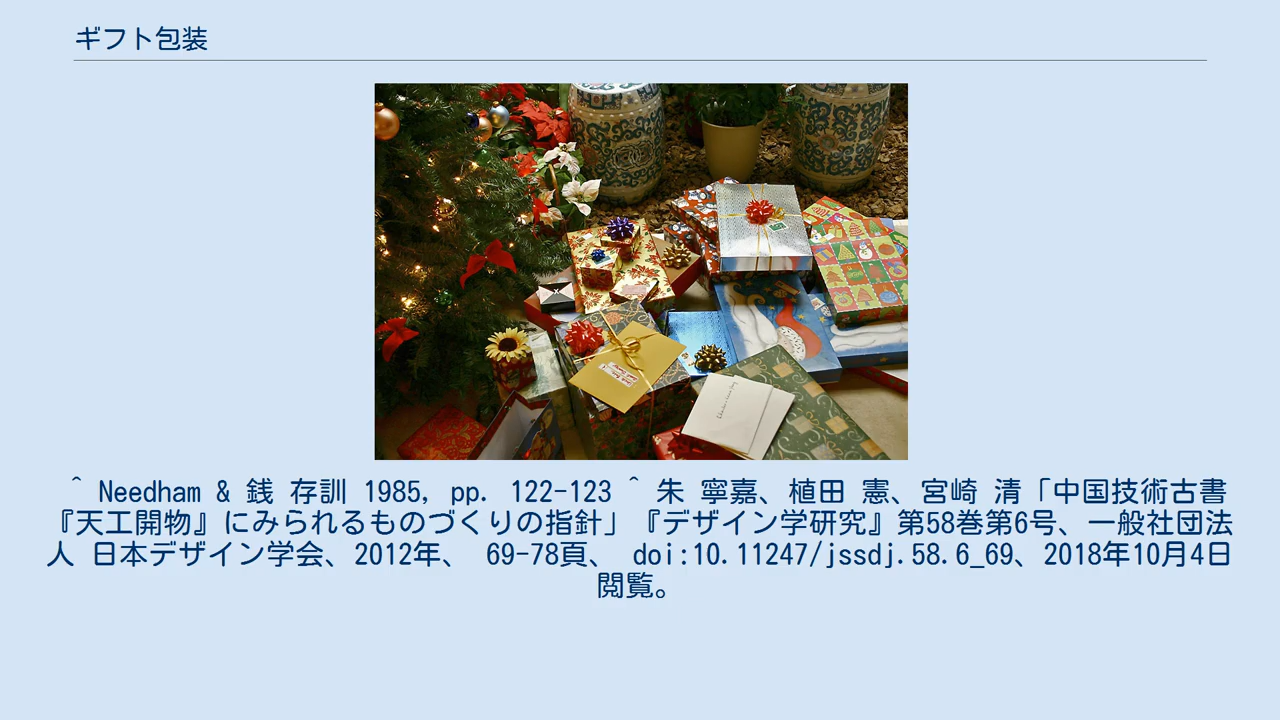 ギフト包装
^ Needham & 銭 存訓 1985, pp. 122-123 ^ 朱 寧嘉、植田 憲、宮崎 清「中国技術古書
『天工開物』にみられるものづくりの指針」『デザイン学研究』第58巻第6号、一般社団法
人 日本デザイン学会、2012年、 69-78頁、 doi:10.11247/jssdj.58.6_69、2018年10月4日
閲覧。